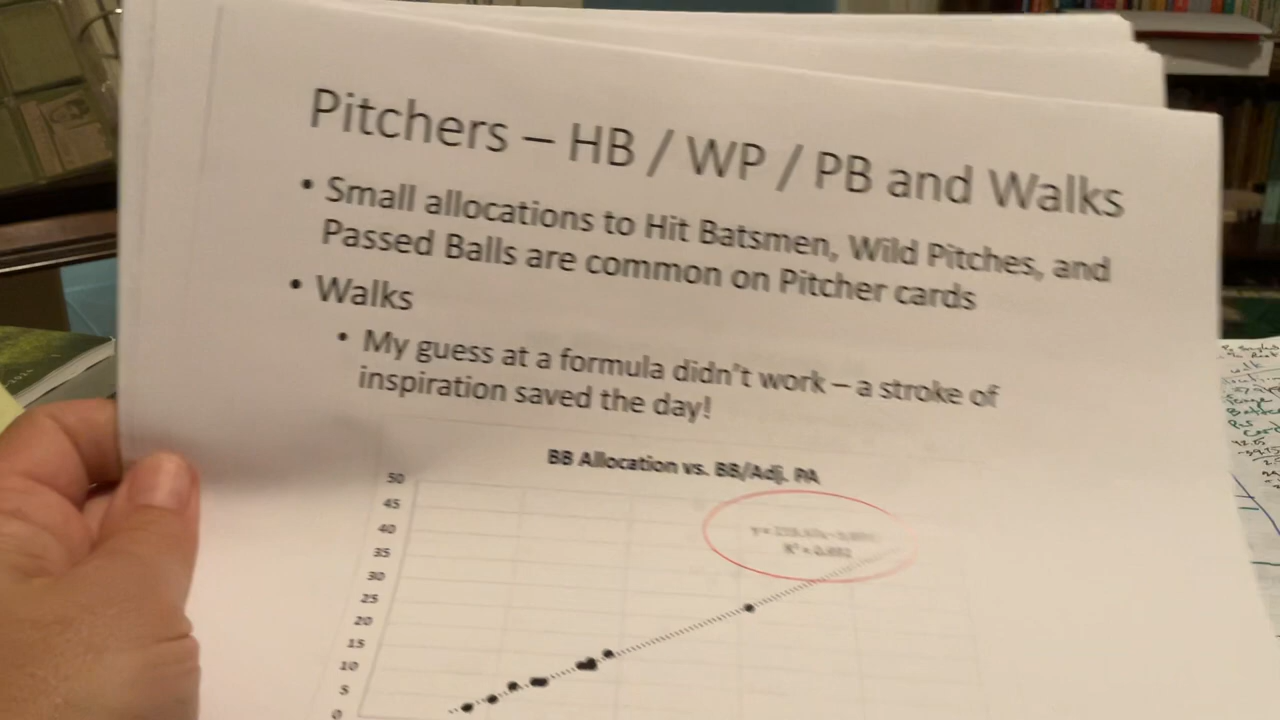 Pitchers – HB / WP / PB and Walks
• Small allocations to Hit Batsmen, Wild Pitches, and
Passed Balls are common on Pitcher cards
• Walks
• My guess at a formula didn't work – a stroke of
inspiration saved the day!
BB Allocation vs. BB/Adj. PA
50
45
40
35
30
25
20
15
10
5
0